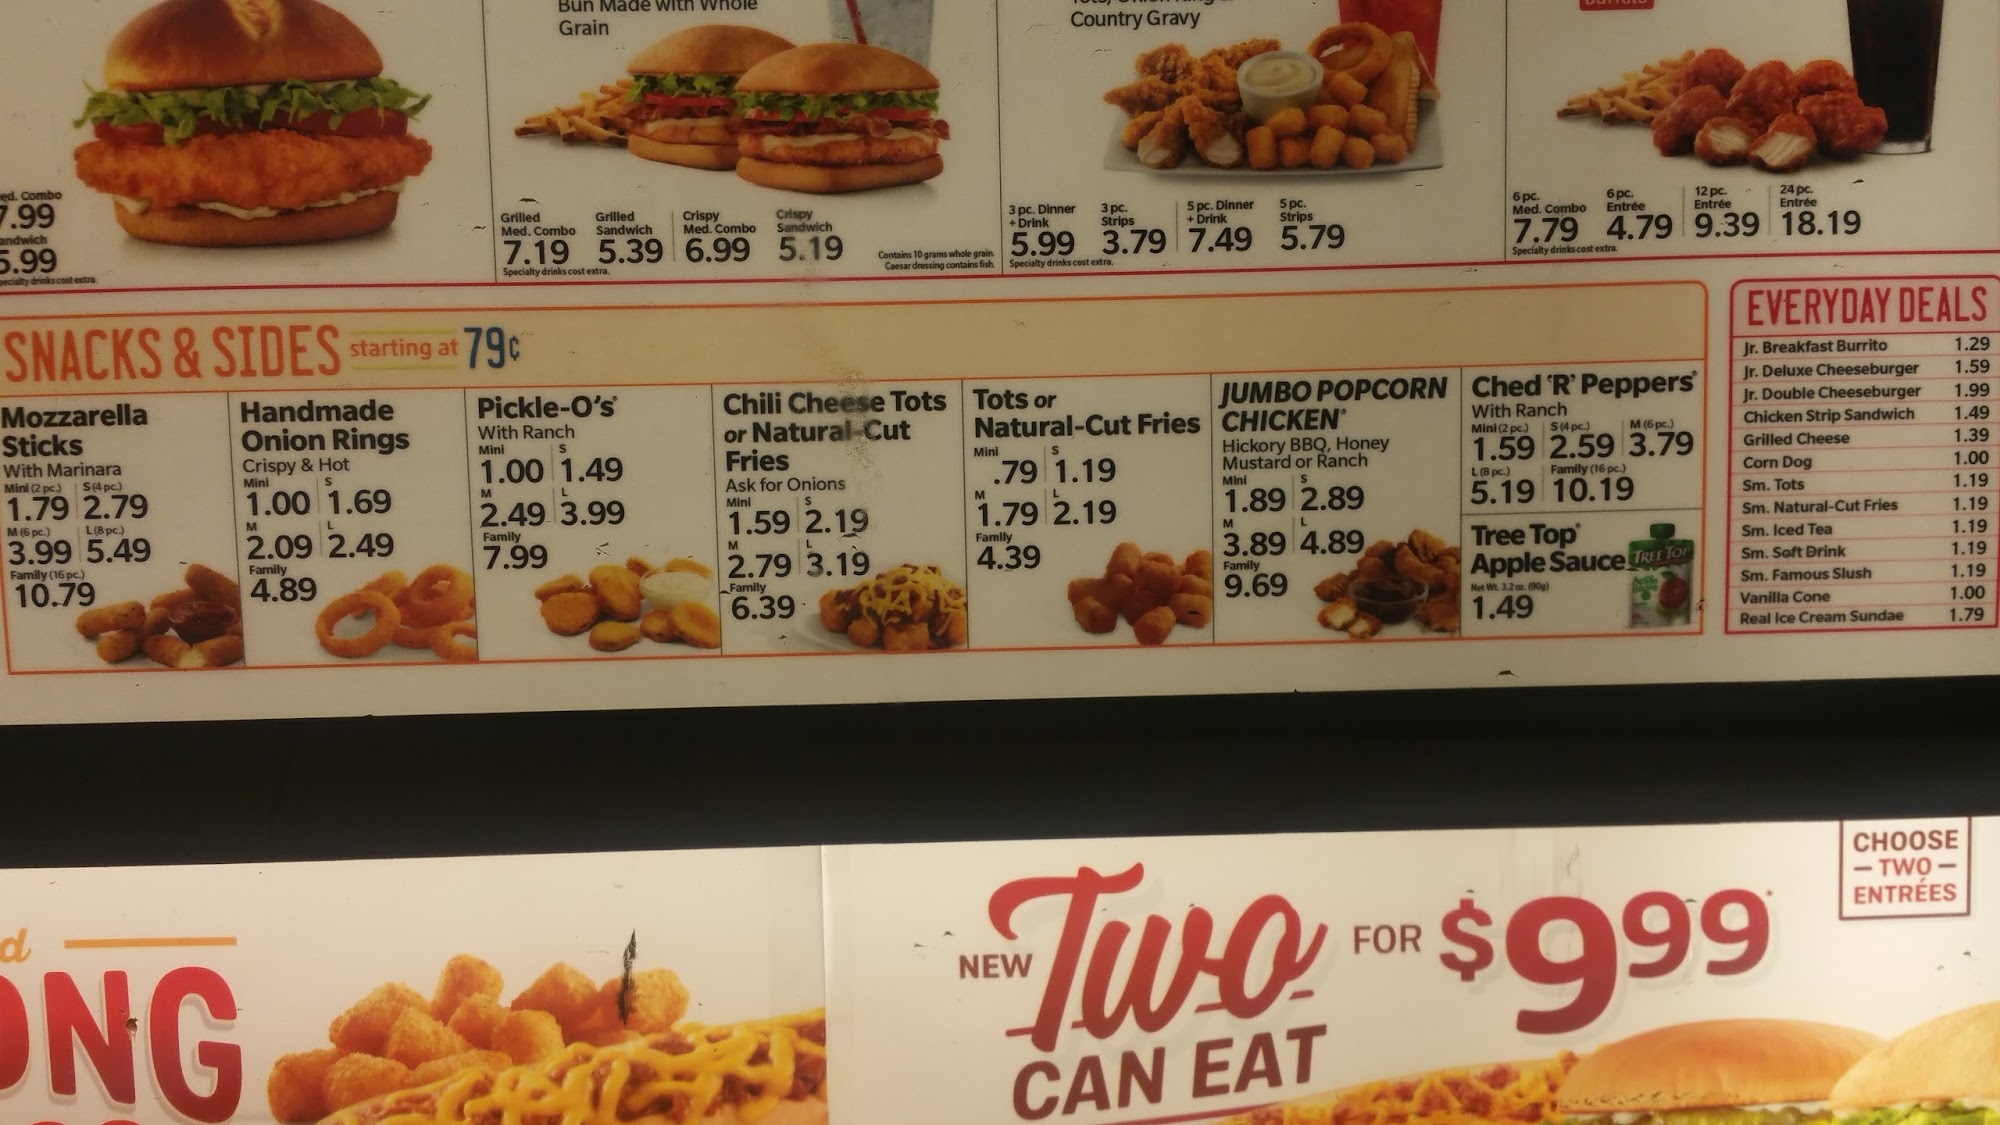 Bun Made with Whole
Grain
Country Gravy
Med. Combo
7.99
Sandwich
5.99
Specialty drinks cost extra.
Grilled
Med. Combo
7.19
Grilled
Sandwich
5.39
Crispy
Med. Combo
6.99
Crispy
Sandwich
5.19
Specialty drinks cost extra.
Contains 10 grams whole grain.
Caesar dressing contains fish.
3 pc. Dinner
+ Drink
5.99
3 pc.
Strips
3.79
5 pc. Dinner
+ Drink
7.49
5 pc.
Strips
5.79
Specialty drinks cost extra.
6 pc.
Med. Combo
7.79
6 pc.
Entrée
4.79
12 pc.
Entrée
9.39
24 pc.
Entrée
18.19
Specialty drinks cost extra.
SNACKS & SIDES starting at 79¢
Mozzarella
Sticks
With Marinara
Mini (2 pc.) S (4 pc.)
1.79 2.79
M (6 pc.) L (8 pc.)
3.99 5.49
Family (16 pc.)
10.79
Handmade
Onion Rings
Crispy & Hot
Mini S
1.00 1.69
M L
2.09 2.49
Family
4.89
Pickle-O's®
With Ranch
Mini S
1.00 1.49
M L
2.49 3.99
Family
7.99
Chili Cheese Tots
or Natural-Cut
Fries
Ask for Onions
Mini S
1.59 2.19
M L
2.79 3.19
Family
6.39
Tots or
Natural-Cut Fries
Mini S
.79 1.19
M L
1.79 2.19
Family
4.39
JUMBO POPCORN
CHICKEN®
Hickory BBQ, Honey
Mustard or Ranch
Mini S
1.89 2.89
M L
3.89 4.89
Family
9.69
Ched 'R' Peppers®
With Ranch
Mini (2 pc.) S (4 pc.) M (6 pc.)
1.59 2.59 3.79
L (8 pc.) Family (16 pc.)
5.19 10.19
Tree Top®
Apple Sauce
Net Wt. 3.2 oz. (90g)
1.49
TREE TOP
EVERYDAY DEALS
Jr. Breakfast Burrito 1.29
Jr. Deluxe Cheeseburger 1.59
Jr. Double Cheeseburger 1.99
Chicken Strip Sandwich 1.49
Grilled Cheese 1.39
Corn Dog 1.00
Sm. Tots 1.19
Sm. Natural-Cut Fries 1.19
Sm. Iced Tea 1.19
Sm. Soft Drink 1.19
Sm. Famous Slush 1.19
Vanilla Cone 1.00
Real Ice Cream Sundae 1.79
d
ONG
NEW Two FOR $9.99*
CAN EAT
CHOOSE
– TWO –
ENTRÉES